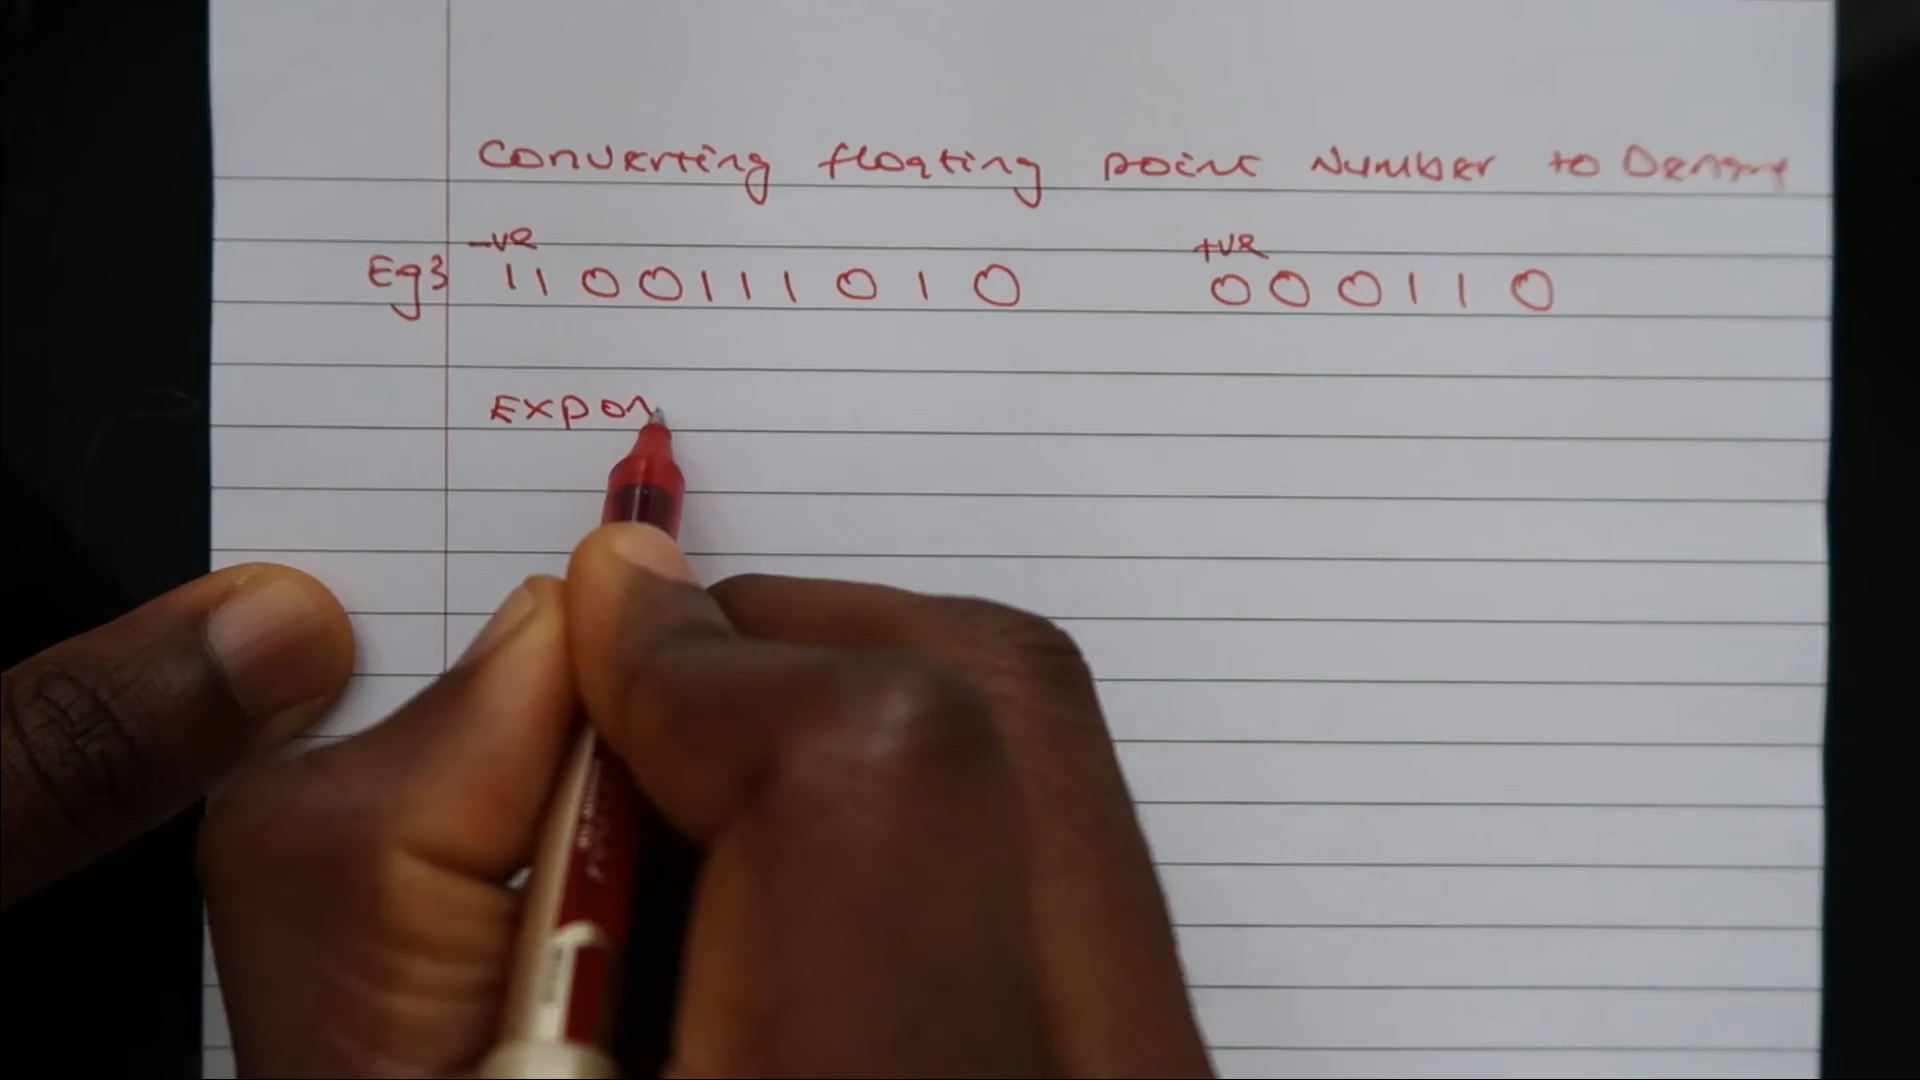 Converting floating point Number to
-ve +ve
Eg3 1100111010 000110
Expon